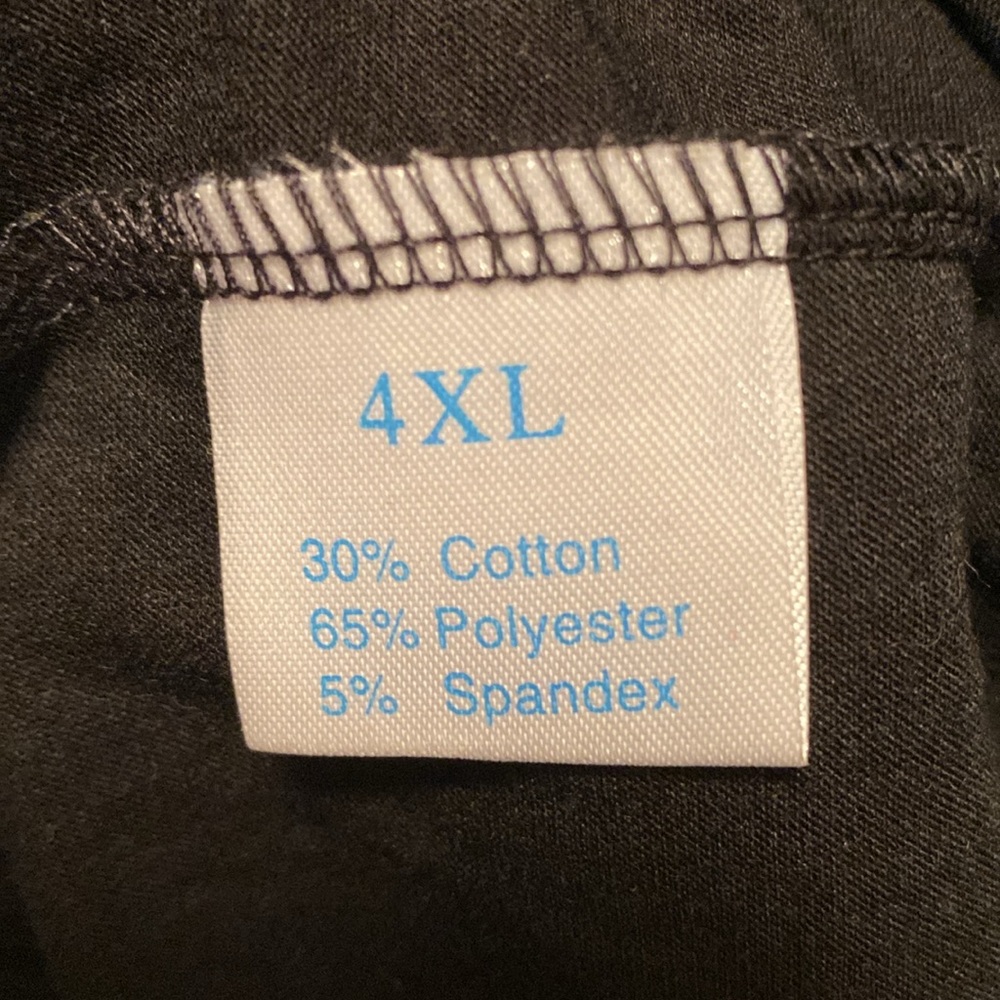 4XL
30% Cotton
65% Polyester
5% Spandex